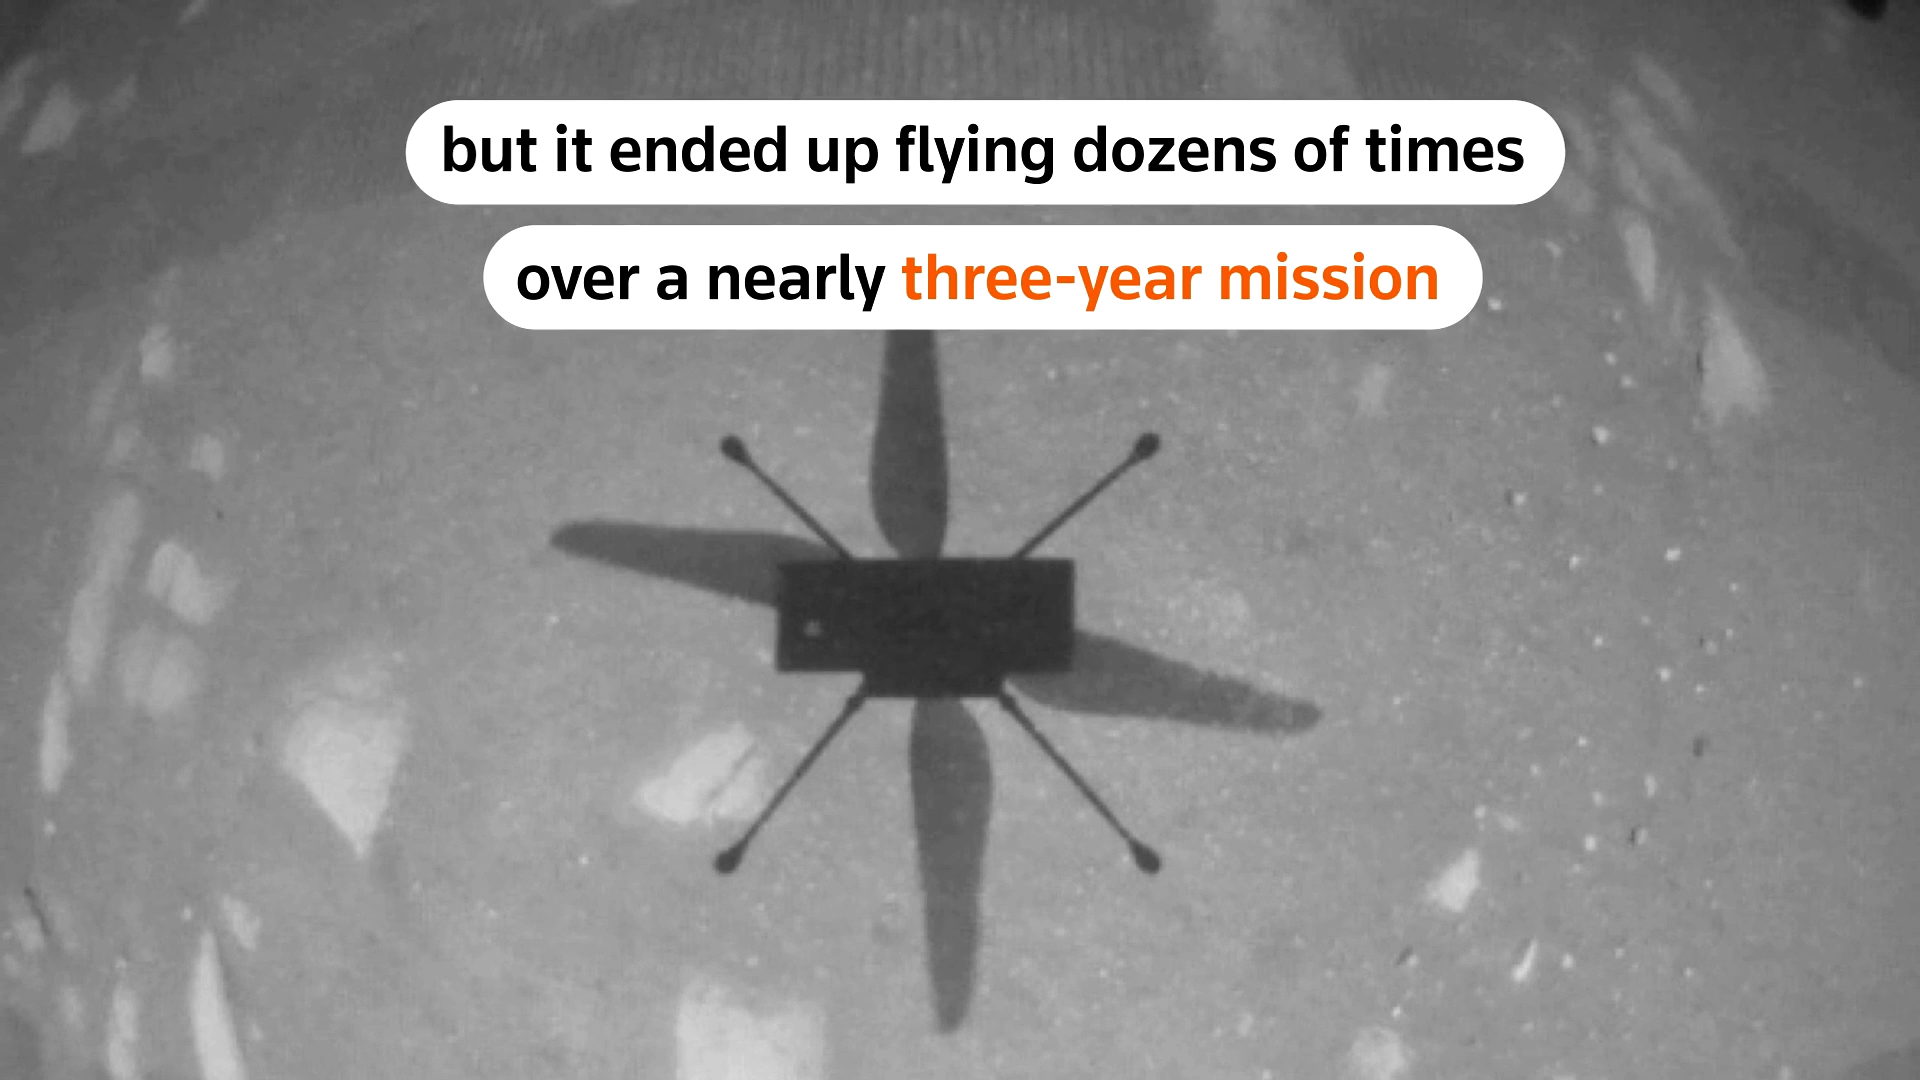 but it ended up flying dozens of times
over a nearly three-year mission